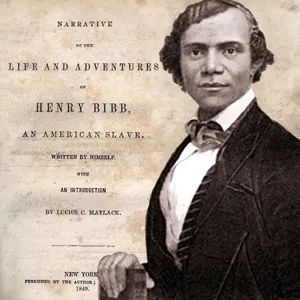 NARRATIVE
OF THE
LIFE AND ADVENTURES
OF
HENRY BIBB,
AN AMERICAN SLAVE,
WRITTEN BY HIMSELF.
WITH
AN INTRODUCTION
BY LUCIUS C. MATLACK.
NEW YORK
PUBLISHED BY THE AUTHOR;
1849.